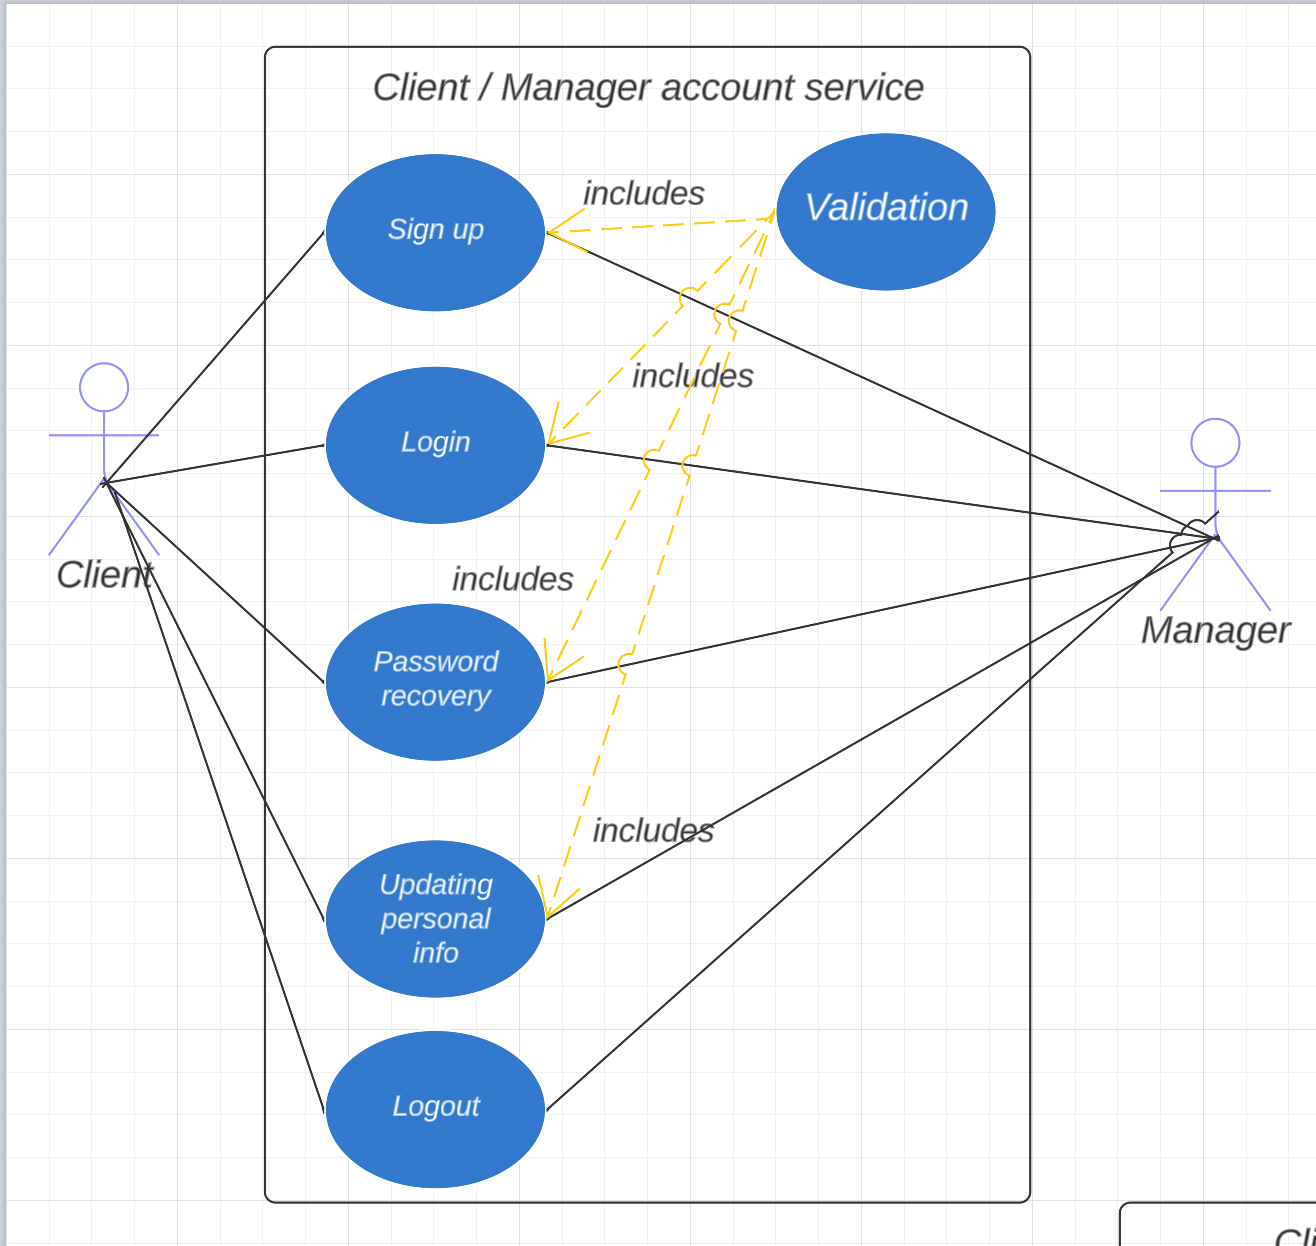 Client / Manager account service
Sign up
includes
Validation
includes
Login
Client
includes
Password
recovery
Manager
includes
Updating
personal
info
Logout